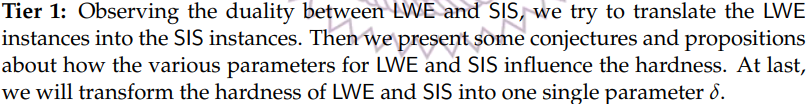 Tier 1: Observing the duality between LWE and SIS, we try to translate the LWE
instances into the SIS instances. Then we present some conjectures and propositions
about how the various parameters for LWE and SIS influence the hardness. At last,
we will transform the hardness of LWE and SIS into one single parameter δ.